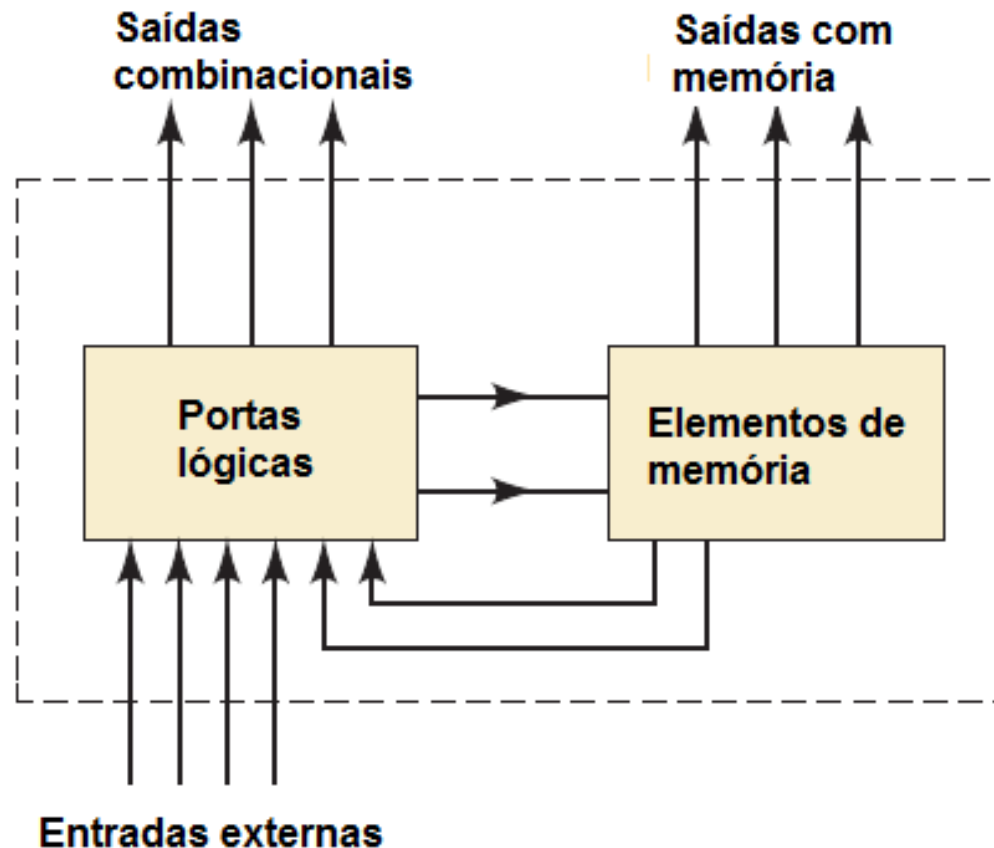 Saídas
combinacionais
Saídas com
memória
Portas
lógicas
Elementos de
memória
Entradas externas